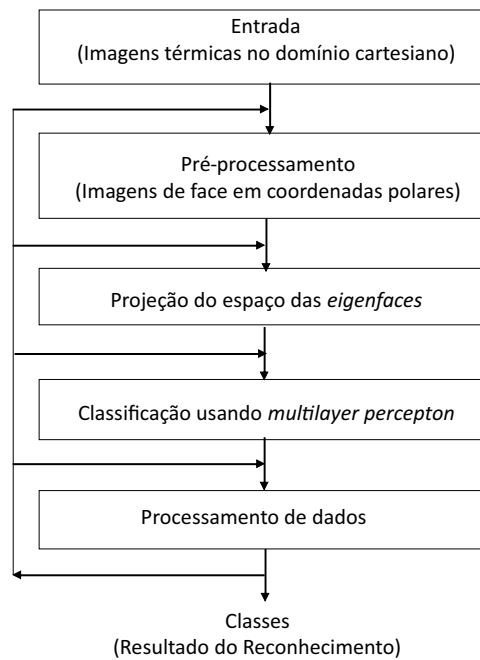 Entrada
(Imagens térmicas no domínio cartesiano)
Pré-processamento
(Imagens de face em coordenadas polares)
Projeção do espaço das eigenfaces
Classificação usando multilayer percepton
Processamento de dados
Classes
(Resultado do Reconhecimento)